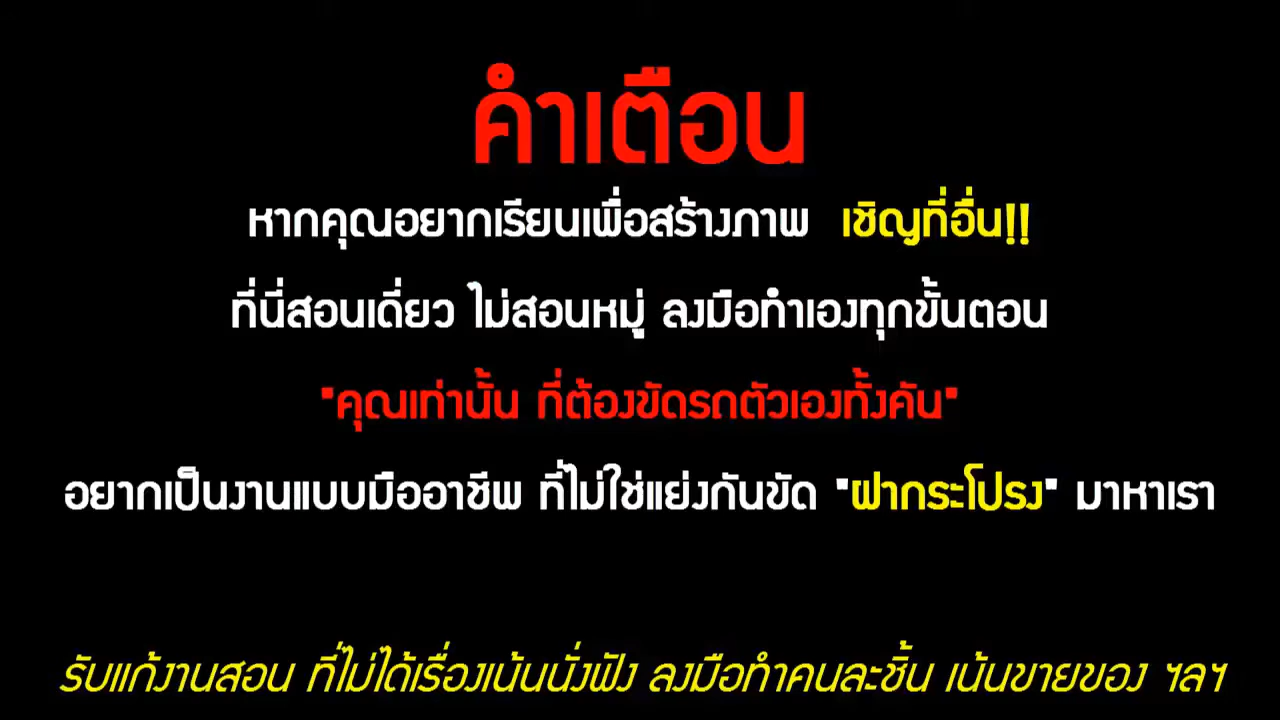 คำเตือน
หากคุณอยากเรียนเพื่อสร้างภาพ เชิญที่อื่น!!
ที่นี่สอนเดี่ยว ไม่สอนหมู่ ลงมือทำเองทุกขั้นตอน
"คุณเท่านั้น ที่ต้องขัดรถตัวเองทั้งคัน"
อยากเป็นงานแบบมืออาชีพ ที่ไม่ใช่แย่งกันขัด "ฝากระโปรง" มาหาเรา
รับแก้งานสอน ที่ไม่ได้เรื่องเน้นนั่งฟัง ลงมือทำคนละชิ้น เน้นขายของ ฯลฯ